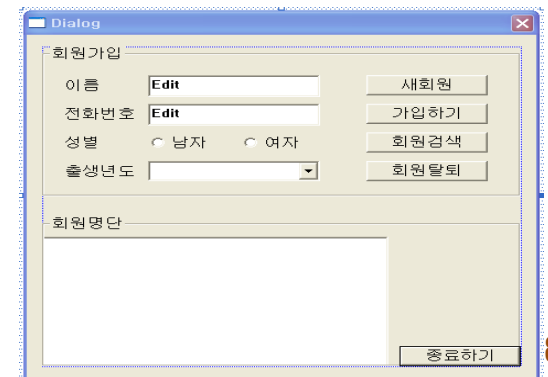 Dialog
회원가입
이름 Edit 새회원
전화번호 Edit 가입하기
성별 남자 여자 회원검색
출생년도 회원탈퇴
회원명단
종료하기